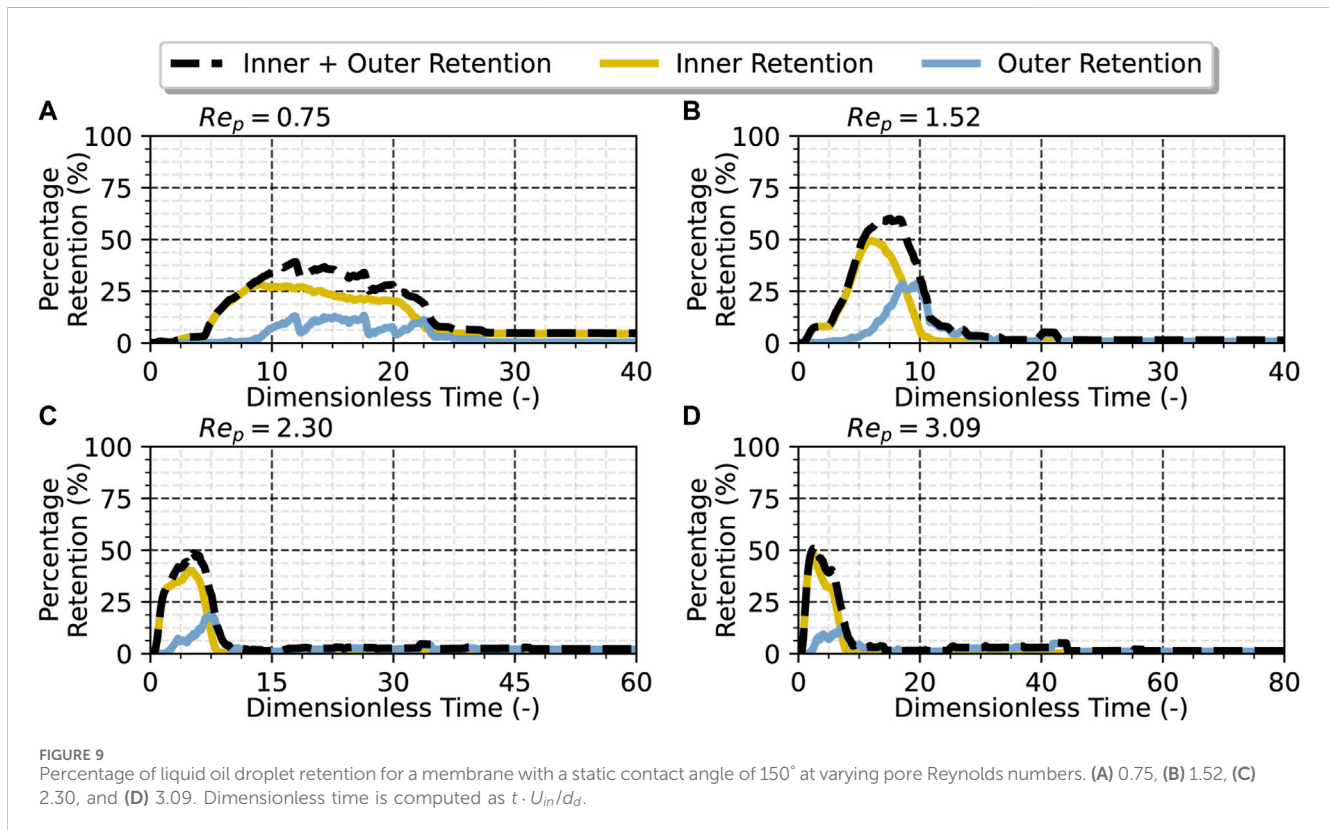 Inner + Outer Retention Inner Retention Outer Retention
A
Re_p = 0.75
Percentage
Retention (%)
100
75
50
25
0
0 10 20 30 40
Dimensionless Time (-)
B
Re_p = 1.52
Percentage
Retention (%)
100
75
50
25
0
0 10 20 30 40
Dimensionless Time (-)
C
Re_p = 2.30
Percentage
Retention (%)
100
75
50
25
0
0 15 30 45 60
Dimensionless Time (-)
D
Re_p = 3.09
Percentage
Retention (%)
100
75
50
25
0
0 20 40 60 80
Dimensionless Time (-)
FIGURE 9
Percentage of liquid oil droplet retention for a membrane with a static contact angle of 150° at varying pore Reynolds numbers. (A) 0.75, (B) 1.52, (C)
2.30, and (D) 3.09. Dimensionless time is computed as t · U_in/d_d.